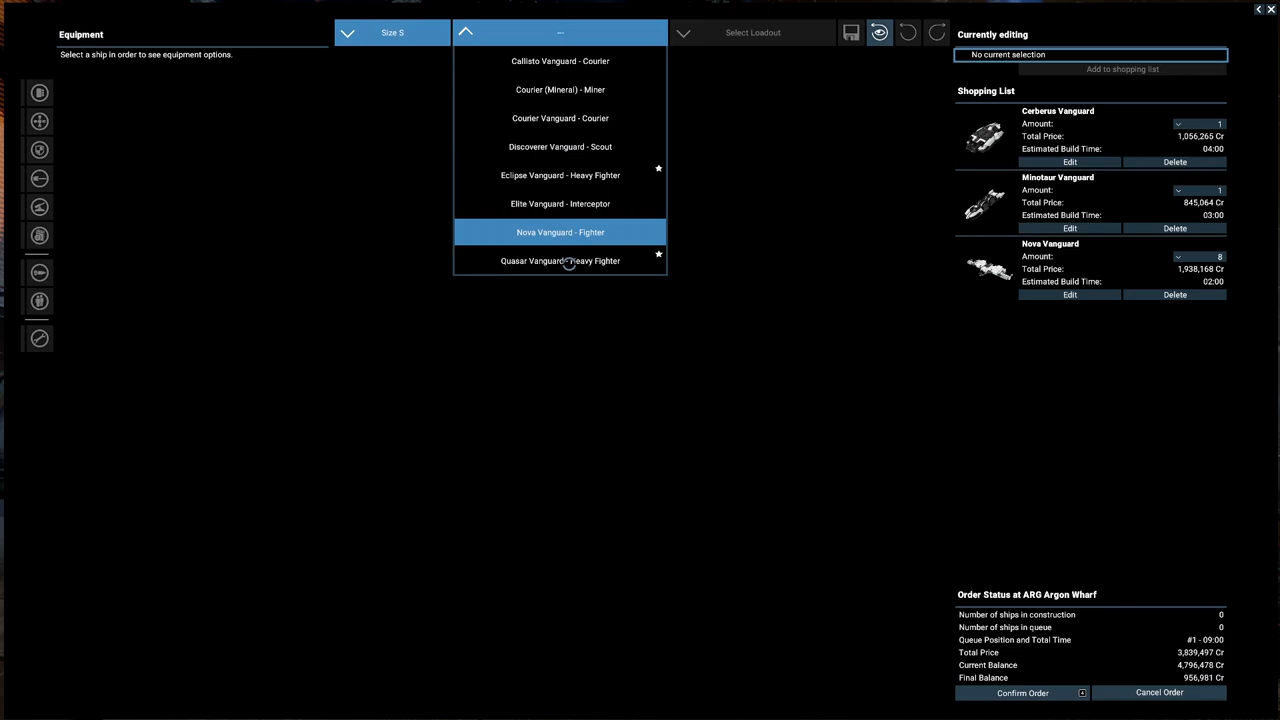 Equipment
Select a ship in order to see equipment options.
Size S
---
Select Loadout
Callisto Vanguard - Courier
Courier (Mineral) - Miner
Courier Vanguard - Courier
Discoverer Vanguard - Scout
Eclipse Vanguard - Heavy Fighter
Elite Vanguard - Interceptor
Nova Vanguard - Fighter
Quasar Vanguard - Heavy Fighter
Currently editing
No current selection
Add to shopping list
Shopping List
Cerberus Vanguard
Amount: 1
Total Price: 1,056,265 Cr
Estimated Build Time: 04:00
Edit Delete
Minotaur Vanguard
Amount: 1
Total Price: 845,064 Cr
Estimated Build Time: 03:00
Edit Delete
Nova Vanguard
Amount: 8
Total Price: 1,938,168 Cr
Estimated Build Time: 02:00
Edit Delete
Order Status at ARG Argon Wharf
Number of ships in construction 0
Number of ships in queue 0
Queue Position and Total Time #1 - 09:00
Total Price 3,839,497 Cr
Current Balance 4,796,478 Cr
Final Balance 956,981 Cr
Confirm Order Cancel Order